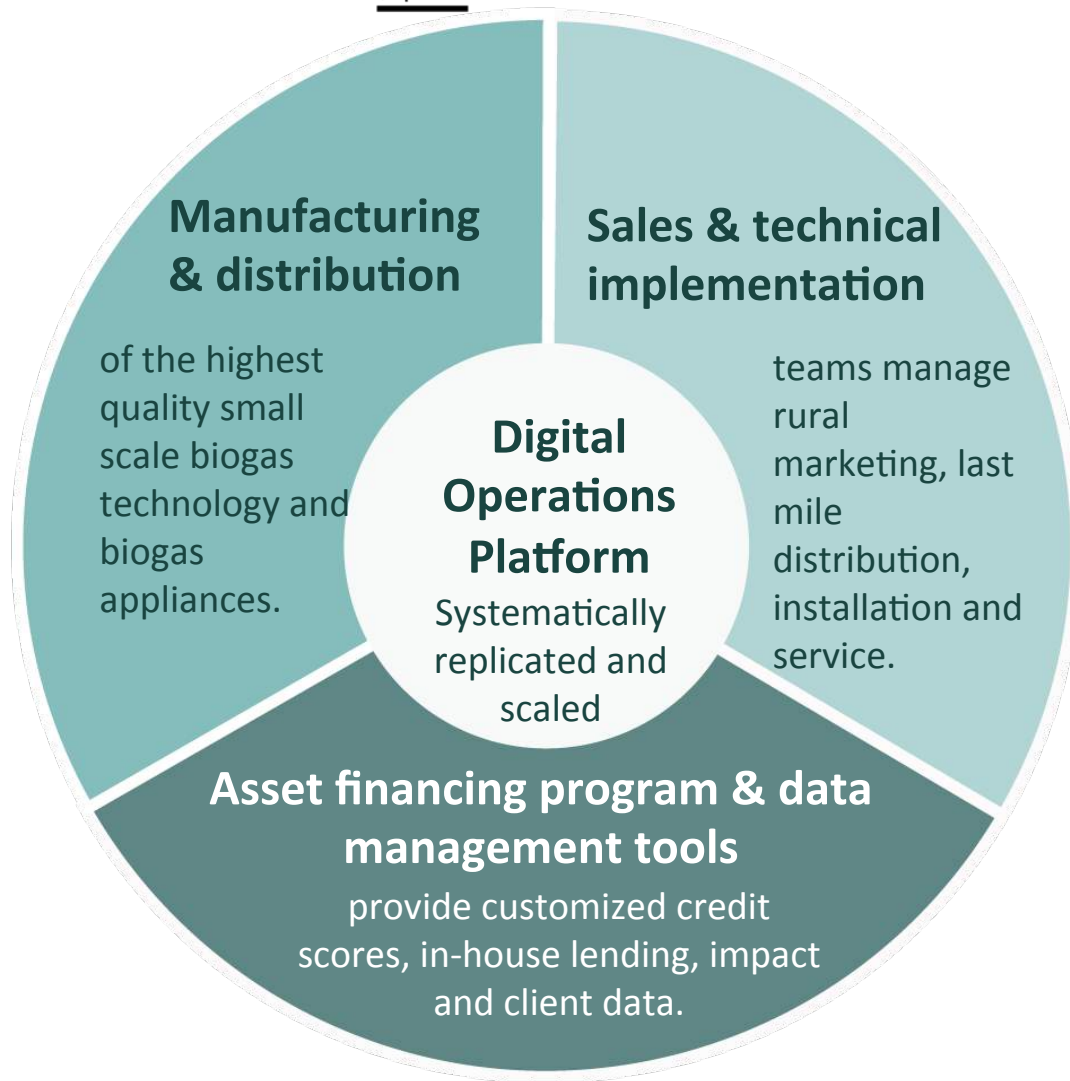 Manufacturing
& distribution
of the highest
quality small
scale biogas
technology and
biogas
appliances.
Sales & technical
implementation
teams manage
rural
marketing, last
mile
distribution,
installation and
service.
Digital
Operations
Platform
Systematically
replicated and
scaled
Asset financing program & data
management tools
provide customized credit
scores, in-house lending, impact
and client data.